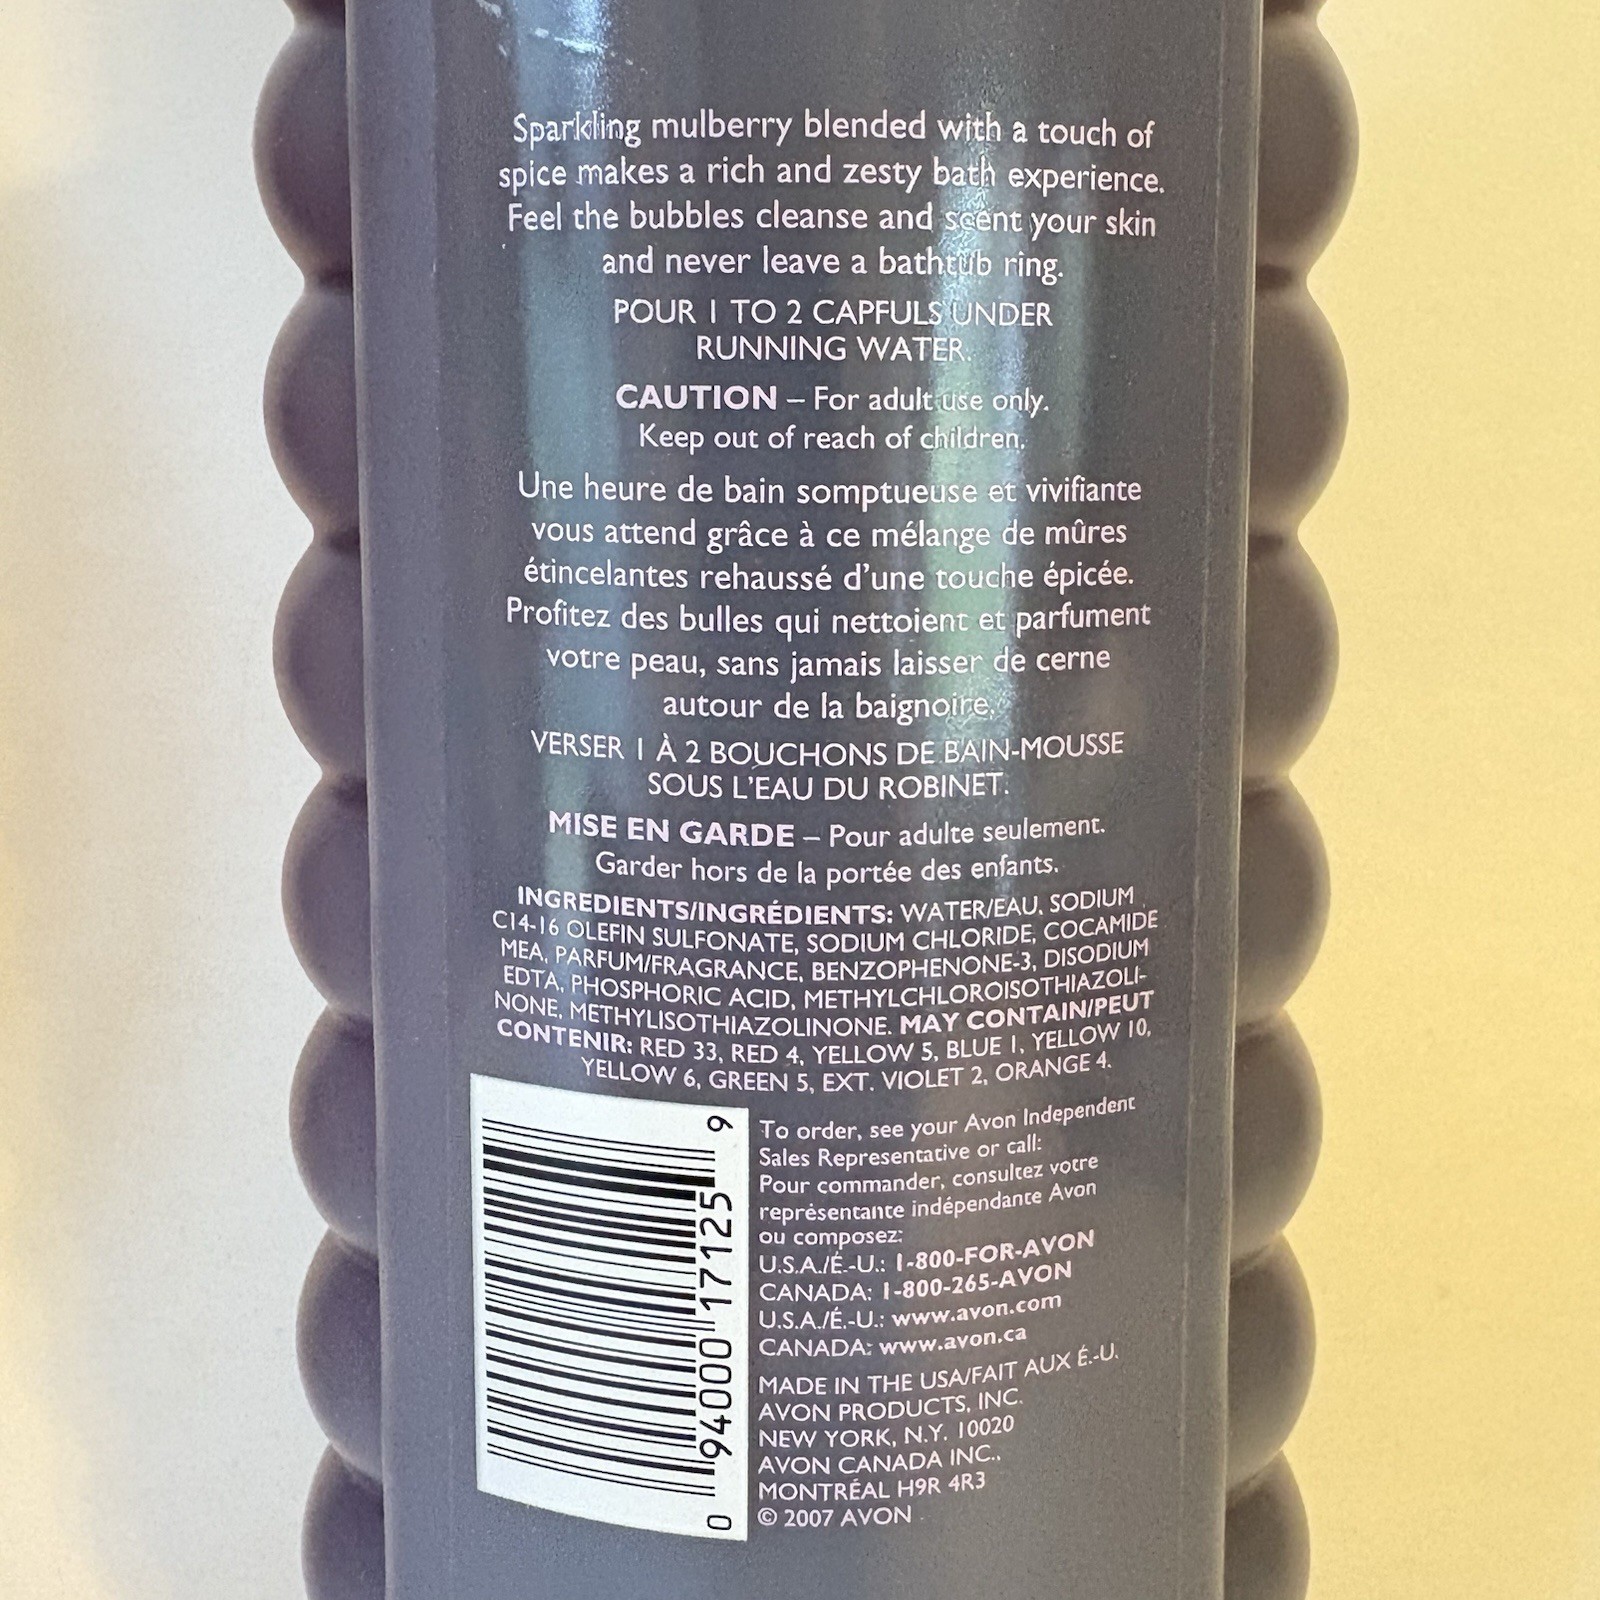 Sparkling mulberry blended with a touch of
spice makes a rich and zesty bath experience.
Feel the bubbles cleanse and scent your skin
and never leave a bathtub ring.
POUR 1 TO 2 CAPFULS UNDER
RUNNING WATER.
CAUTION – For adult use only.
Keep out of reach of children.
Une heure de bain somptueuse et vivifiante
vous attend grâce à ce mélange de mûres
étincelantes rehaussé d'une touche épicée.
Profitez des bulles qui nettoient et parfument
votre peau, sans jamais laisser de cerne
autour de la baignoire.
VERSER 1 À 2 BOUCHONS DE BAIN-MOUSSE
SOUS L'EAU DU ROBINET.
MISE EN GARDE – Pour adulte seulement.
Garder hors de la portée des enfants.
INGREDIENTS/INGRÉDIENTS: WATER/EAU, SODIUM
C14-16 OLEFIN SULFONATE, SODIUM CHLORIDE, COCAMIDE
MEA, PARFUM/FRAGRANCE, BENZOPHENONE-3, DISODIUM
EDTA, PHOSPHORIC ACID, METHYLCHLOROISOTHIAZOLI-
NONE, METHYLISOTHIAZOLINONE. MAY CONTAIN/PEUT
CONTENIR: RED 33, RED 4, YELLOW 5, BLUE 1, YELLOW 10,
YELLOW 6, GREEN 5, EXT. VIOLET 2, ORANGE 4.
0 94000 17125 9
To order, see your Avon Independent
Sales Representative or call:
Pour commander, consultez votre
représentante indépendante Avon
ou composez:
U.S.A./É.-U.: 1-800-FOR-AVON
CANADA: 1-800-265-AVON
U.S.A./É.-U.: www.avon.com
CANADA: www.avon.ca
MADE IN THE USA/FAIT AUX É.-U.
AVON PRODUCTS, INC.
NEW YORK, N.Y. 10020
AVON CANADA INC.,
MONTRÉAL H9R 4R3
© 2007 AVON